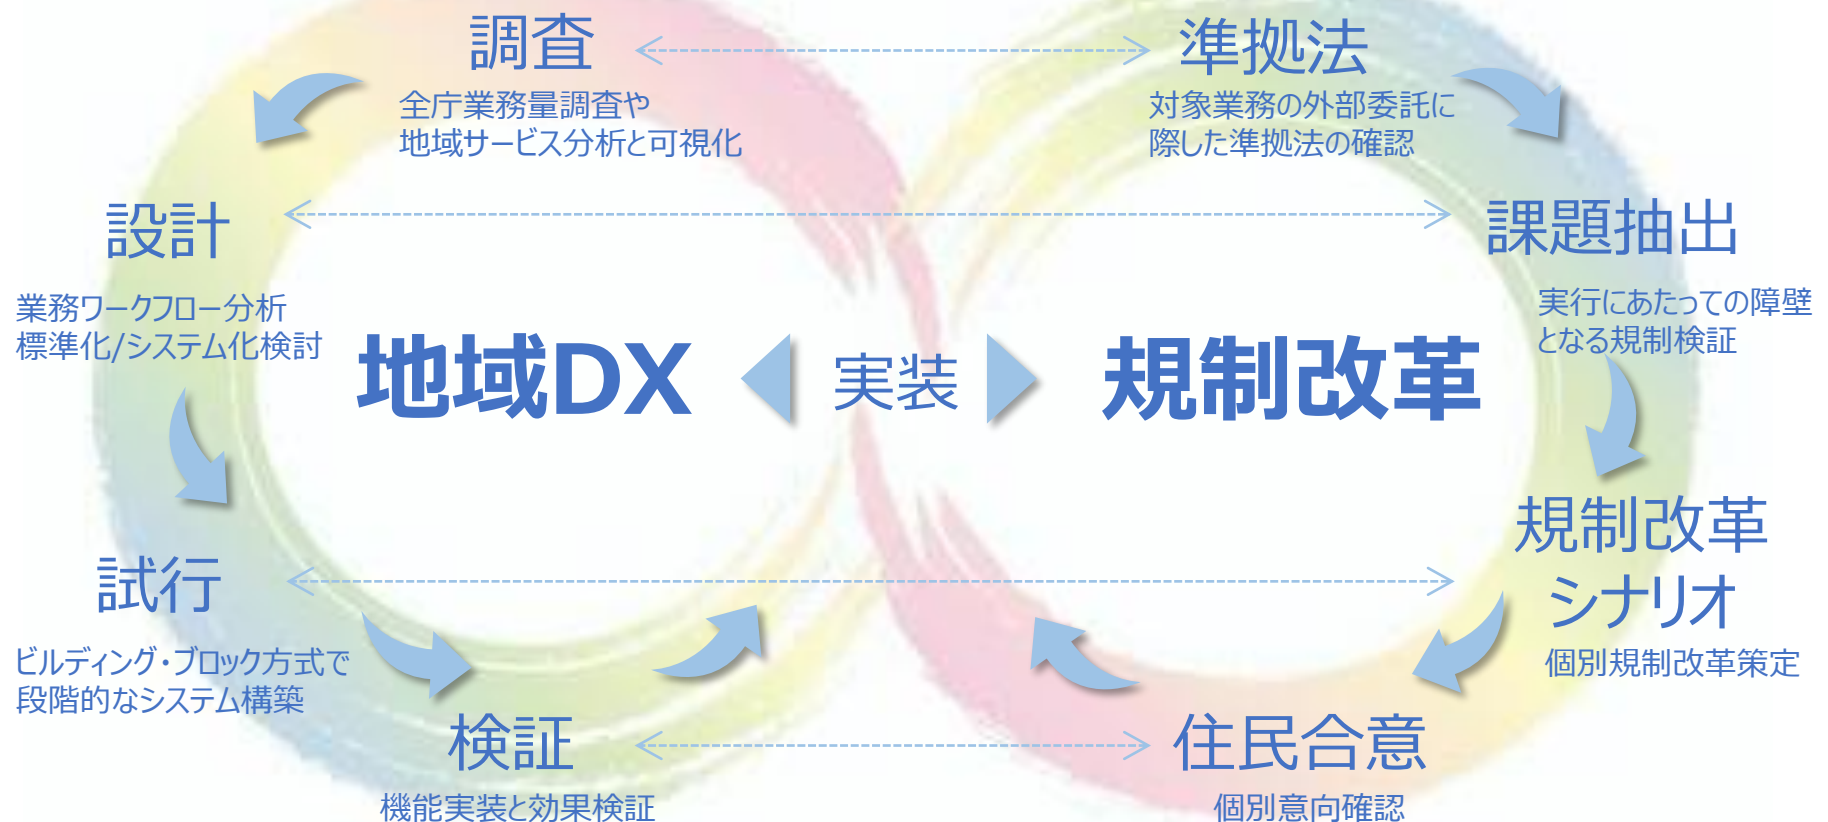 調査
全庁業務量調査や
地域サービス分析と可視化
準拠法
対象業務の外部委託に
際した準拠法の確認
設計
業務ワークフロー分析
標準化/システム化検討
課題抽出
実行にあたっての障壁
となる規制検証
地域DX
実装
規制改革
試行
ビルディング・ブロック方式で
段階的なシステム構築
規制改革
シナリオ
個別規制改革策定
検証
機能実装と効果検証
住民合意
個別意向確認